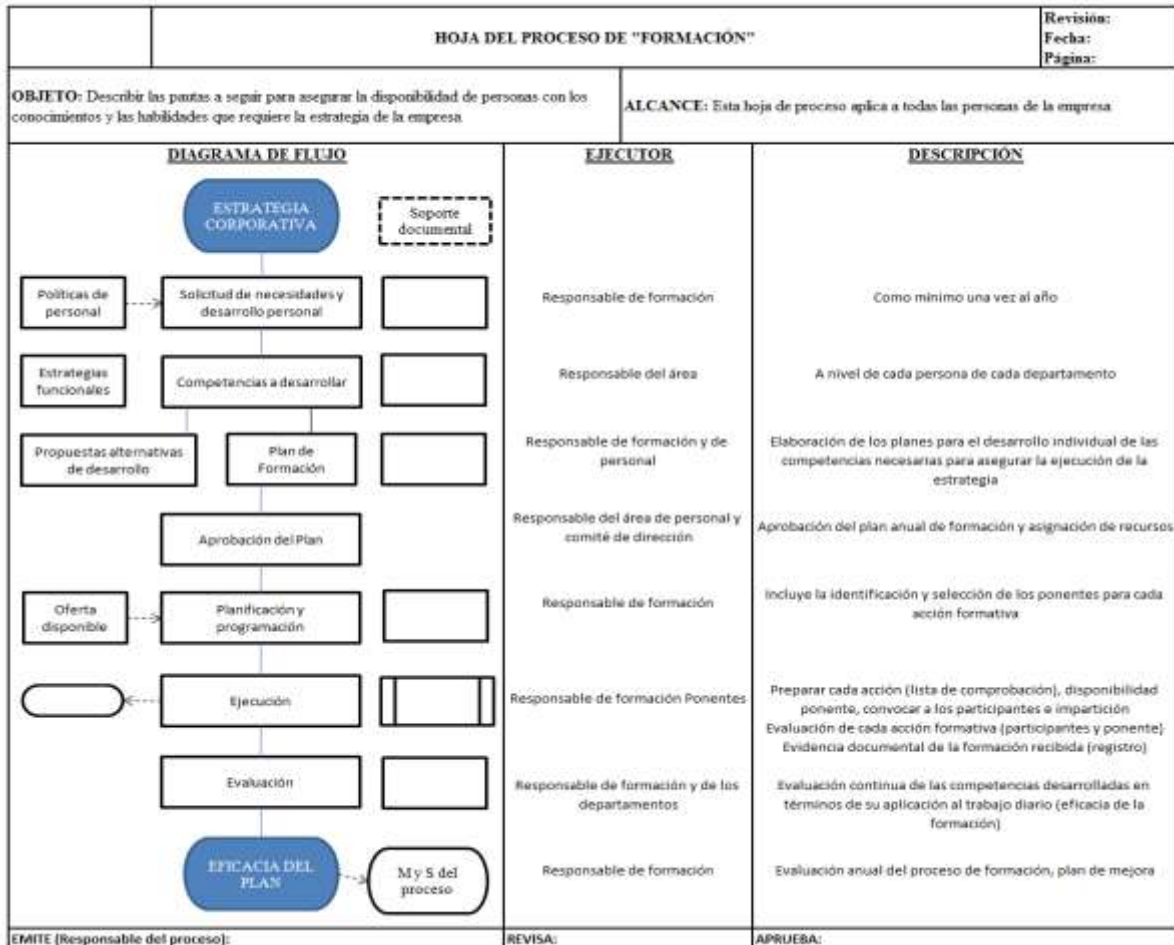 HOJA DEL PROCESO DE "FORMACIÓN"
Revisión:
Fecha:
Página:
OBJETO: Describir las pautas a seguir para asegurar la disponibilidad de personas con los
conocimientos y las habilidades que requiere la estrategia de la empresa
ALCANCE: Esta hoja de proceso aplica a todas las personas de la empresa
DIAGRAMA DE FLUJO
EJECUTOR
DESCRIPCIÓN
ESTRATEGIA
CORPORATIVA
Soporte
documental
Políticas de
personal
Solicitud de necesidades y
desarrollo personal
Responsable de formación
Como mínimo una vez al año
Estrategias
funcionales
Competencias a desarrollar
Responsable del área
A nivel de cada persona de cada departamento
Propuestas alternativas
de desarrollo
Plan de
Formación
Responsable de formación y de
personal
Elaboración de los planes para el desarrollo individual de las
competencias necesarias para asegurar la ejecución de la
estrategia
Aprobación del Plan
Responsable del área de personal y
comité de dirección
Aprobación del plan anual de formación y asignación de recursos
Oferta
disponible
Planificación y
programación
Responsable de formación
Incluye la identificación y selección de los ponentes para cada
acción formativa
Ejecución
Responsable de formación Ponentes
Preparar cada acción (lista de comprobación), disponibilidad
ponente, convocar a los participantes e impartición
Evaluación de cada acción formativa (participantes y ponente)
Evidencia documental de la formación recibida (registro)
Evaluación
Responsable de formación y de los
departamentos
Evaluación continua de las competencias desarrolladas en
términos de su aplicación al trabajo diario (eficacia de la
formación)
EFICACIA DEL
PLAN
M y S del
proceso
Responsable de formación
Evaluación anual del proceso de formación, plan de mejora
EMITE (Responsable del proceso):
REVISA:
APRUEBA: